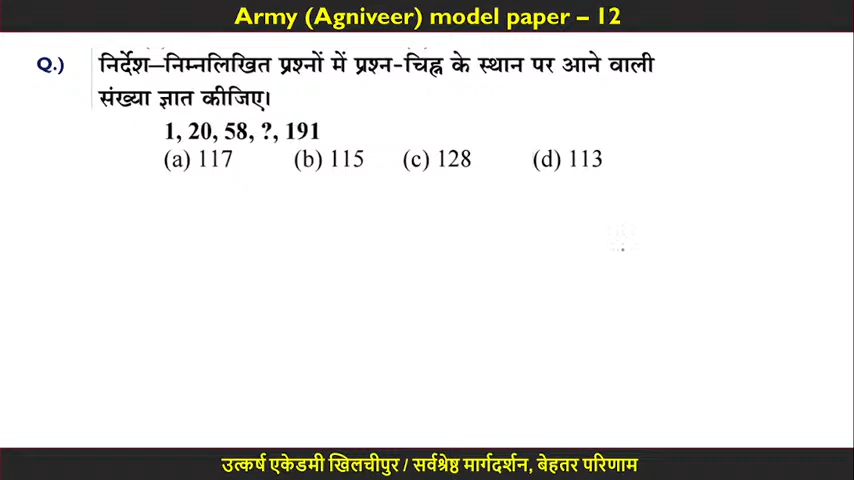 Army (Agniveer) model paper – 12
Q.) निर्देश–निम्नलिखित प्रश्नों में प्रश्न-चिह्न के स्थान पर आने वाली
संख्या ज्ञात कीजिए।
1, 20, 58, ?, 191
(a) 117 (b) 115 (c) 128 (d) 113
उत्कर्ष एकेडमी खिलचीपुर / सर्वश्रेष्ठ मार्गदर्शन, बेहतर परिणाम